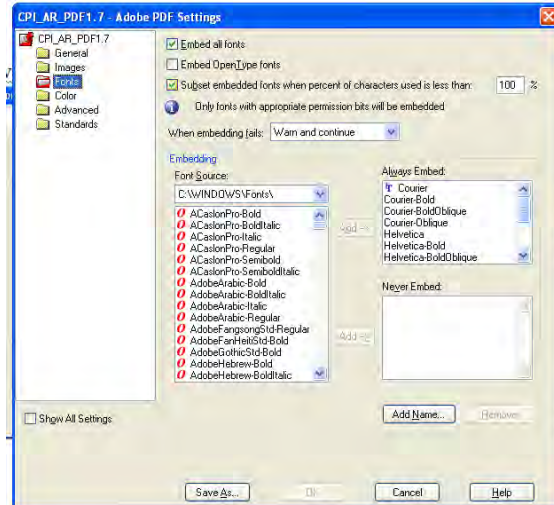 CPI_AR_PDF1.7 - Adobe PDF Settings
CPI_AR_PDF1.7
General
Images
Fonts
Color
Advanced
Standards
Show All Settings
Embed all fonts
Embed OpenType fonts
Subset embedded fonts when percent of characters used is less than: 100 %
Only fonts with appropriate permission bits will be embedded
When embedding fails: Warn and continue
Embedding
Font Source:
C:\WINDOWS\Fonts\
ACaslonPro-Bold
ACaslonPro-BoldItalic
ACaslonPro-Italic
ACaslonPro-Regular
ACaslonPro-Semibold
ACaslonPro-SemiboldItalic
AdobeArabic-Bold
AdobeArabic-BoldItalic
AdobeArabic-Italic
AdobeArabic-Regular
AdobeFangsongStd-Regular
AdobeFanHeitiStd-Bold
AdobeGothicStd-Bold
AdobeHebrew-Bold
AdobeHebrew-BoldItalic
Add ->
Add ->
Always Embed:
Courier
Courier-Bold
Courier-BoldOblique
Courier-Oblique
Helvetica
Helvetica-Bold
Helvetica-BoldOblique
Never Embed:
Add Name... Remove
Save As... OK Cancel Help